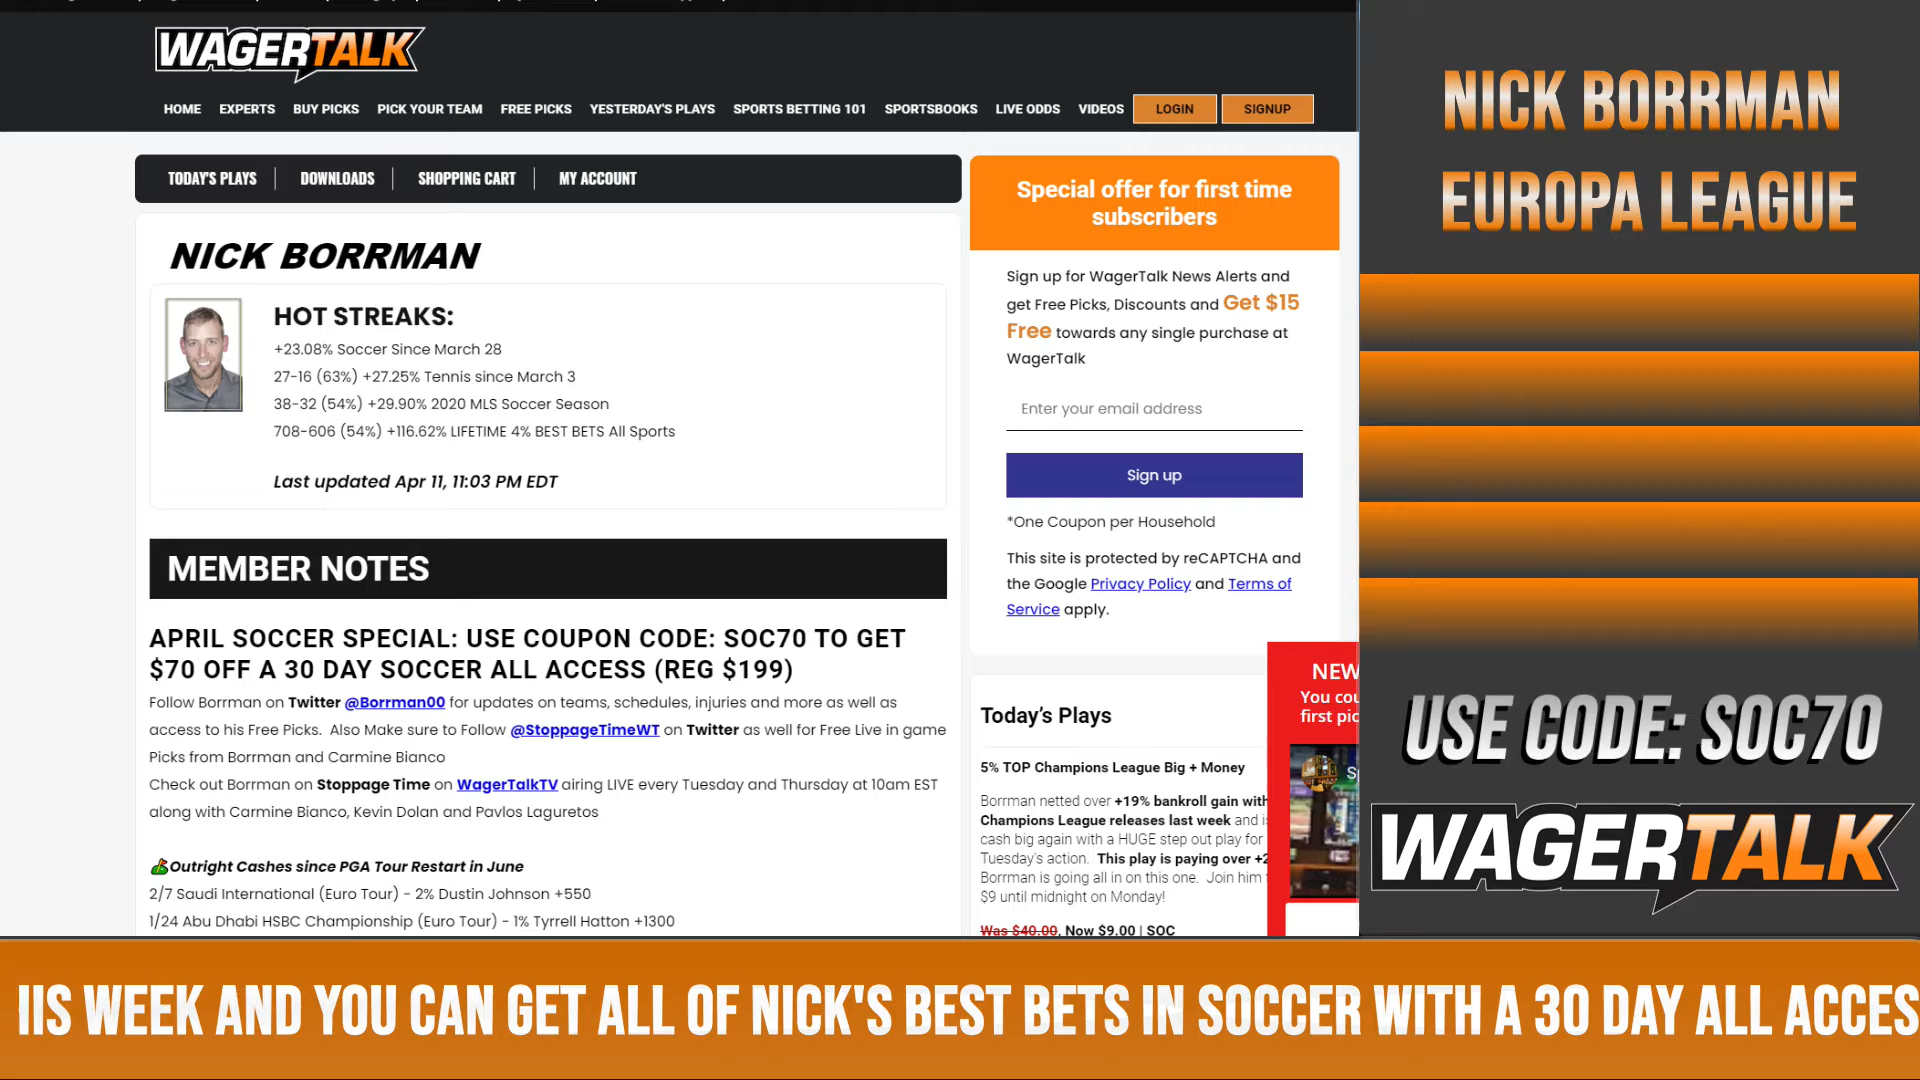 WAGERTALK
HOME EXPERTS BUY PICKS PICK YOUR TEAM FREE PICKS YESTERDAY'S PLAYS SPORTS BETTING 101 SPORTSBOOKS LIVE ODDS VIDEOS LOGIN SIGNUP
TODAY'S PLAYS DOWNLOADS SHOPPING CART MY ACCOUNT
NICK BORRMAN
HOT STREAKS:
+23.08% Soccer Since March 28
27-16 (63%) +27.25% Tennis since March 3
38-32 (54%) +29.90% 2020 MLS Soccer Season
708-606 (54%) +116.62% LIFETIME 4% BEST BETS All Sports
Last updated Apr 11, 11:03 PM EDT
MEMBER NOTES
APRIL SOCCER SPECIAL: USE COUPON CODE: SOC70 TO GET
$70 OFF A 30 DAY SOCCER ALL ACCESS (REG $199)
Follow Borrman on Twitter @Borrman00 for updates on teams, schedules, injuries and more as well as
access to his Free Picks. Also Make sure to Follow @StoppageTimeWT on Twitter as well for Free Live in game
Picks from Borrman and Carmine Bianco
Check out Borrman on Stoppage Time on WagerTalkTV airing LIVE every Tuesday and Thursday at 10am EST
along with Carmine Bianco, Kevin Dolan and Pavlos Laguretos
Outright Cashes since PGA Tour Restart in June
2/7 Saudi International (Euro Tour) - 2% Dustin Johnson +550
1/24 Abu Dhabi HSBC Championship (Euro Tour) - 1% Tyrrell Hatton +1300
Special offer for first time
subscribers
Sign up for WagerTalk News Alerts and
get Free Picks, Discounts and Get $15
Free towards any single purchase at
WagerTalk
Enter your email address
Sign up
*One Coupon per Household
This site is protected by reCAPTCHA and
the Google Privacy Policy and Terms of
Service apply.
Today's Plays
5% TOP Champions League Big + Money
Borrman netted over +19% bankroll gain with
Champions League releases last week and is
cash big again with a HUGE step out play for
Tuesday's action. This play is paying over +2
Borrman is going all in on this one. Join him
$9 until midnight on Monday!
Was $40.00, Now $9.00 | SOC
NEW
You cou
first pic
NICK BORRMAN
EUROPA LEAGUE
USE CODE: SOC70
WAGERTALK
IIS WEEK AND YOU CAN GET ALL OF NICK'S BEST BETS IN SOCCER WITH A 30 DAY ALL ACCES